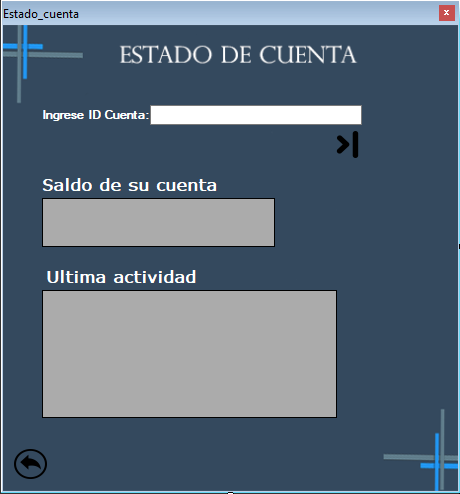 Estado_cuenta
ESTADO DE CUENTA
Ingrese ID Cuenta:
Saldo de su cuenta
Ultima actividad